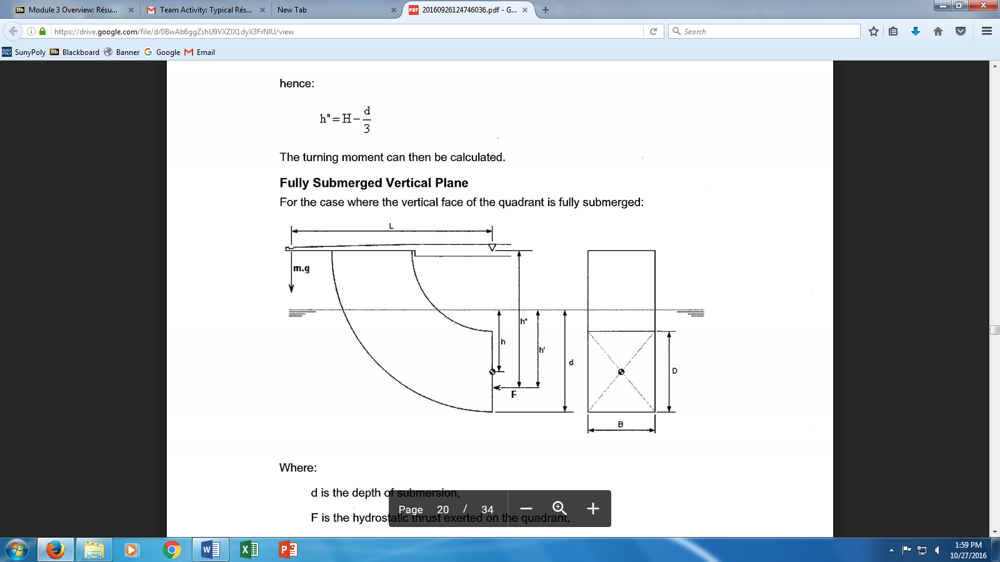 Module 3 Overview: Résu...
Team Activity: Typical Rés...
New Tab
20160926124746036.pdf - G...
https://drive.google.com/file/d/0BwAb6ggZshU9VXZIX1dyX3FrNlU/view
Search
SunyPoly
Blackboard
Banner
Google
Email
hence:
h"=H-d/3
The turning moment can then be calculated.
Fully Submerged Vertical Plane
For the case where the vertical face of the quadrant is fully submerged:
L
m.g
h"
h
h'
d
D
F
B
Where:
d is the depth of submersion,
Page 20 / 34
F is the hydrostatic thrust exerted on the quadrant,
1:59 PM
10/27/2016